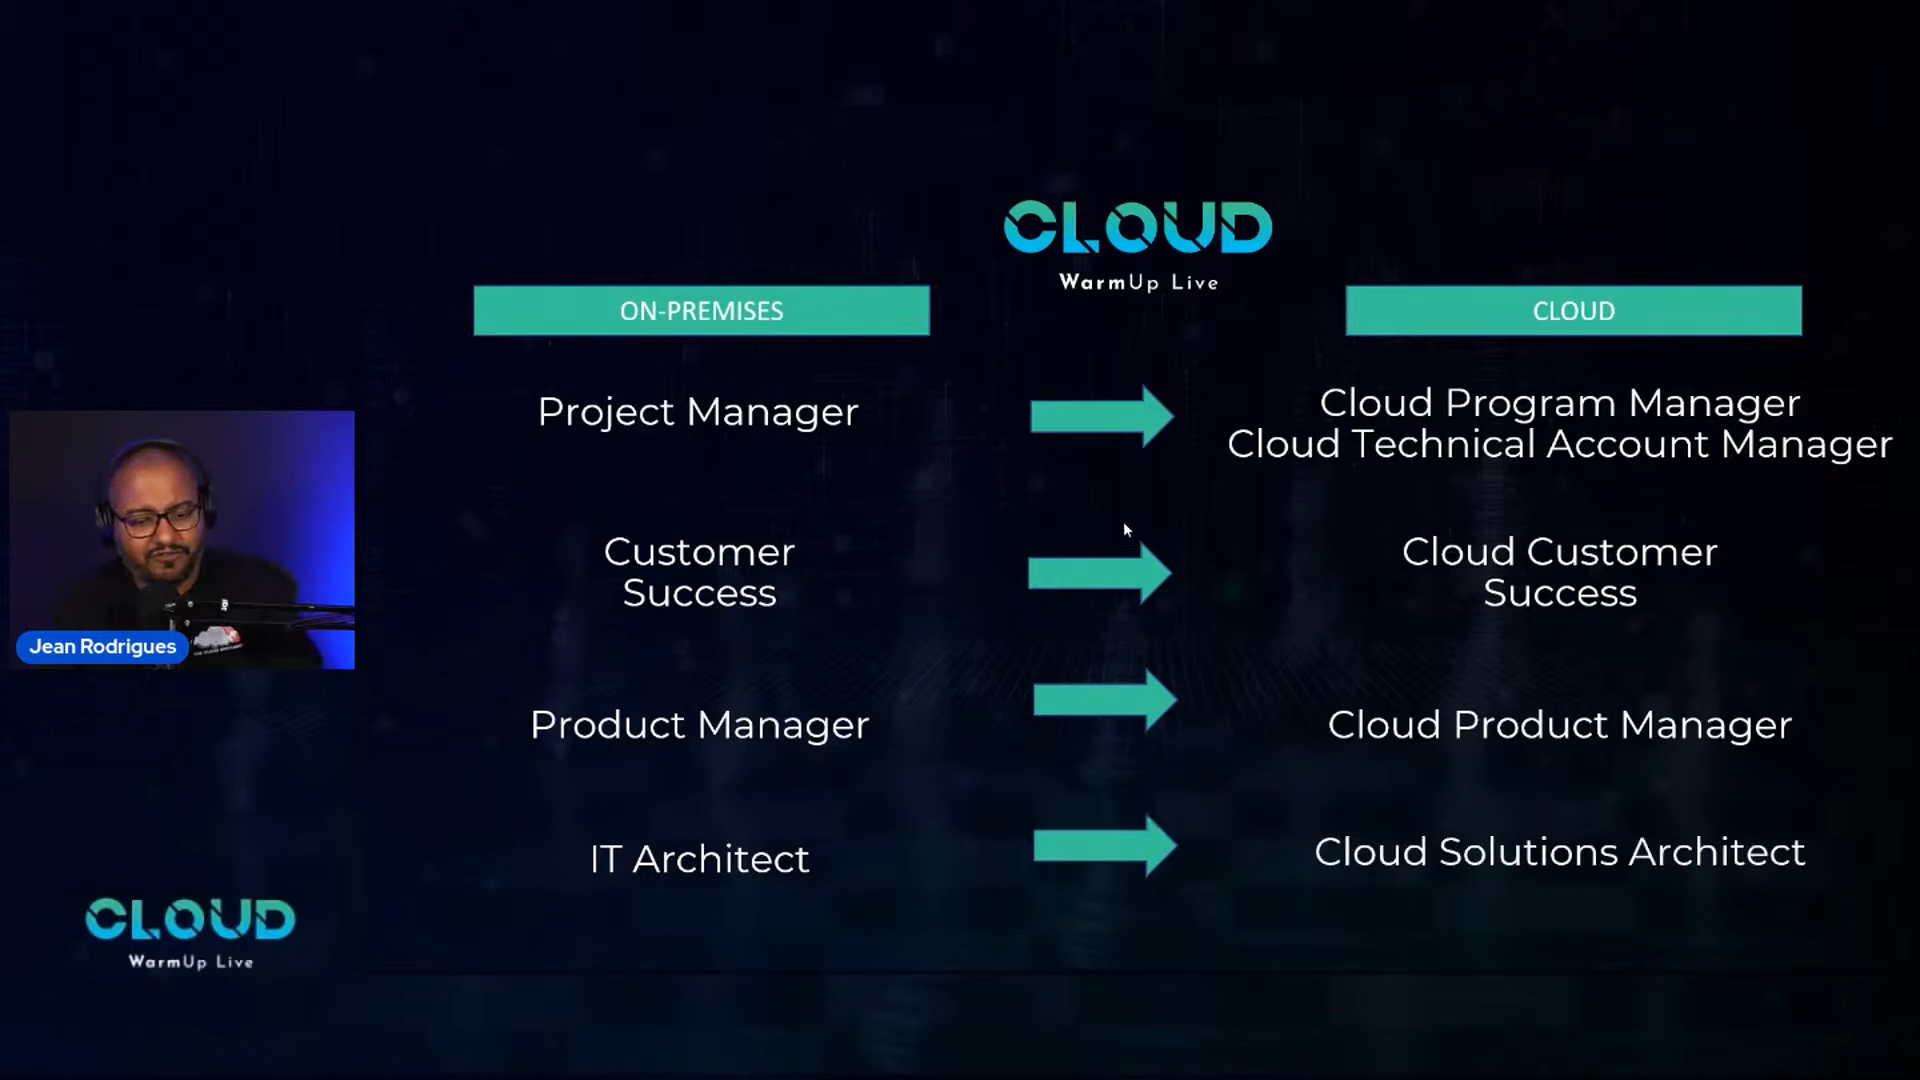 CLOUD
WarmUp Live
ON-PREMISES
CLOUD
Project Manager
Cloud Program Manager
Cloud Technical Account Manager
Customer
Success
Cloud Customer
Success
Product Manager
Cloud Product Manager
IT Architect
Cloud Solutions Architect
Jean Rodrigues
CLOUD
WarmUp Live